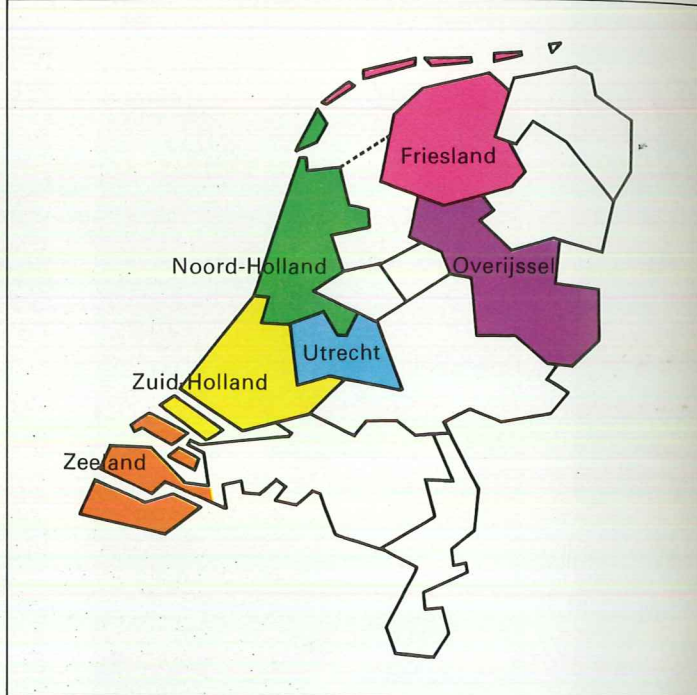 Friesland
Noord-Holland
Overijssel
Utrecht
Zuid-Holland
Zeeland